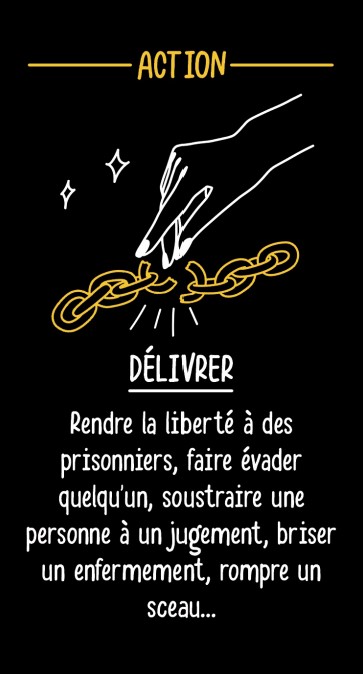 ACTION
DÉLIVRER
Rendre la liberté à des
prisonniers, faire évader
quelqu'un, soustraire une
personne à un jugement, briser
un enfermement, rompre un
sceau...